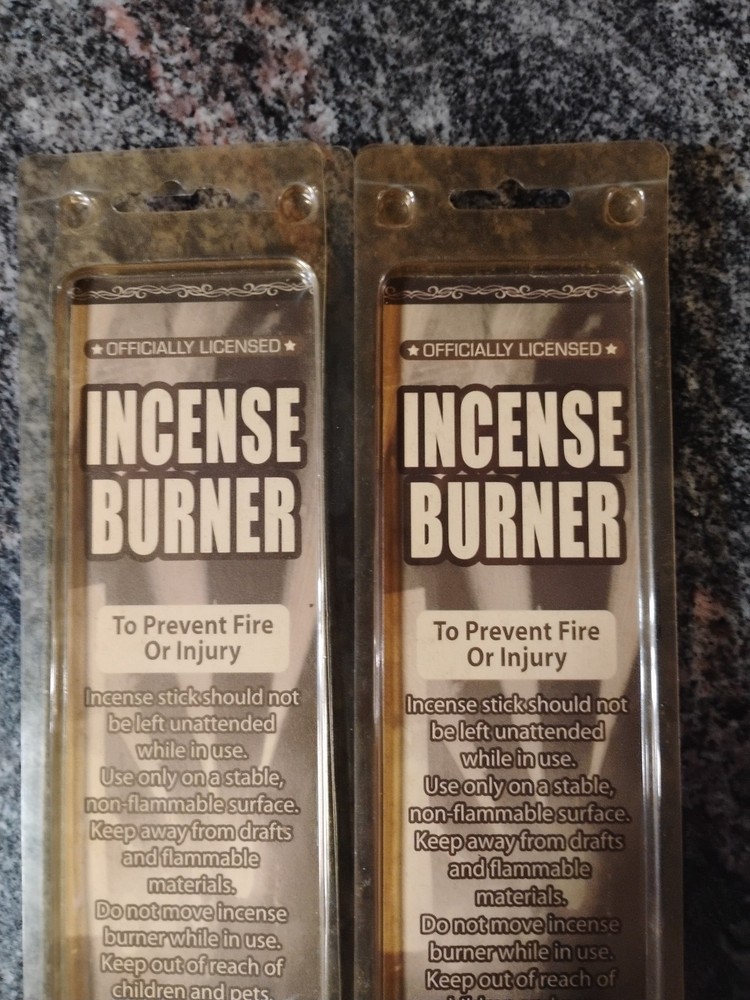 ★ OFFICIALLY LICENSED ★
INCENSE
BURNER
To Prevent Fire
Or Injury
Incense stick should not
be left unattended
while in use.
Use only on a stable,
non-flammable surface.
Keep away from drafts
and flammable
materials.
Do not move incense
burner while in use.
Keep out of reach of
children and pets.
★ OFFICIALLY LICENSED ★
INCENSE
BURNER
To Prevent Fire
Or Injury
Incense stick should not
be left unattended
while in use.
Use only on a stable,
non-flammable surface.
Keep away from drafts
and flammable
materials.
Do not move incense
burner while in use.
Keep out of reach of